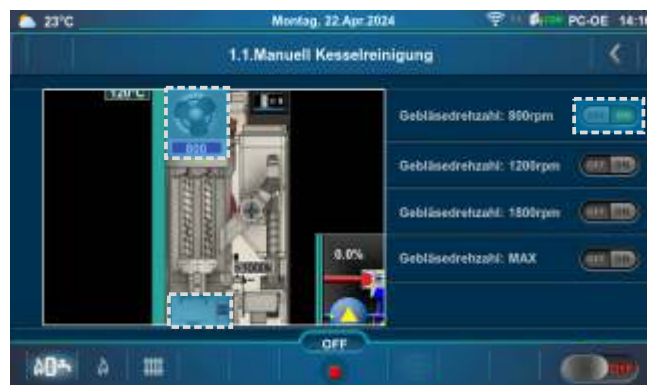 23°C
Montag, 22.Apr.2024
PC-OE 14:1
1.1.Manuell Kesselreinigung
120°C
800
Gebläsedrehzahl: 800rpm
OFF ON
Gebläsedrehzahl: 1200rpm
OFF ON
Gebläsedrehzahl: 1800rpm
OFF ON
0.0%
Gebläsedrehzahl: MAX
OFF ON
OFF
OFF